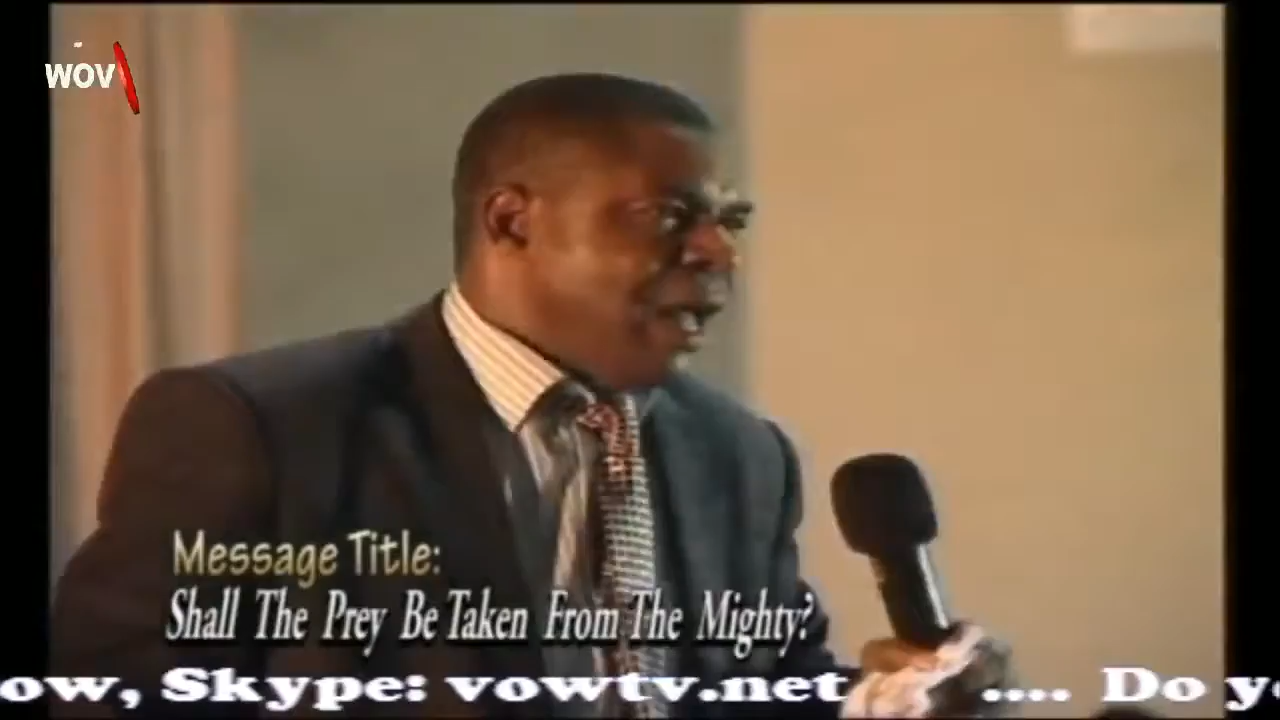 WOV
Message Title:
Shall The Prey Be Taken From The Mighty?
ow, Skype: vowtv.net .... Do y